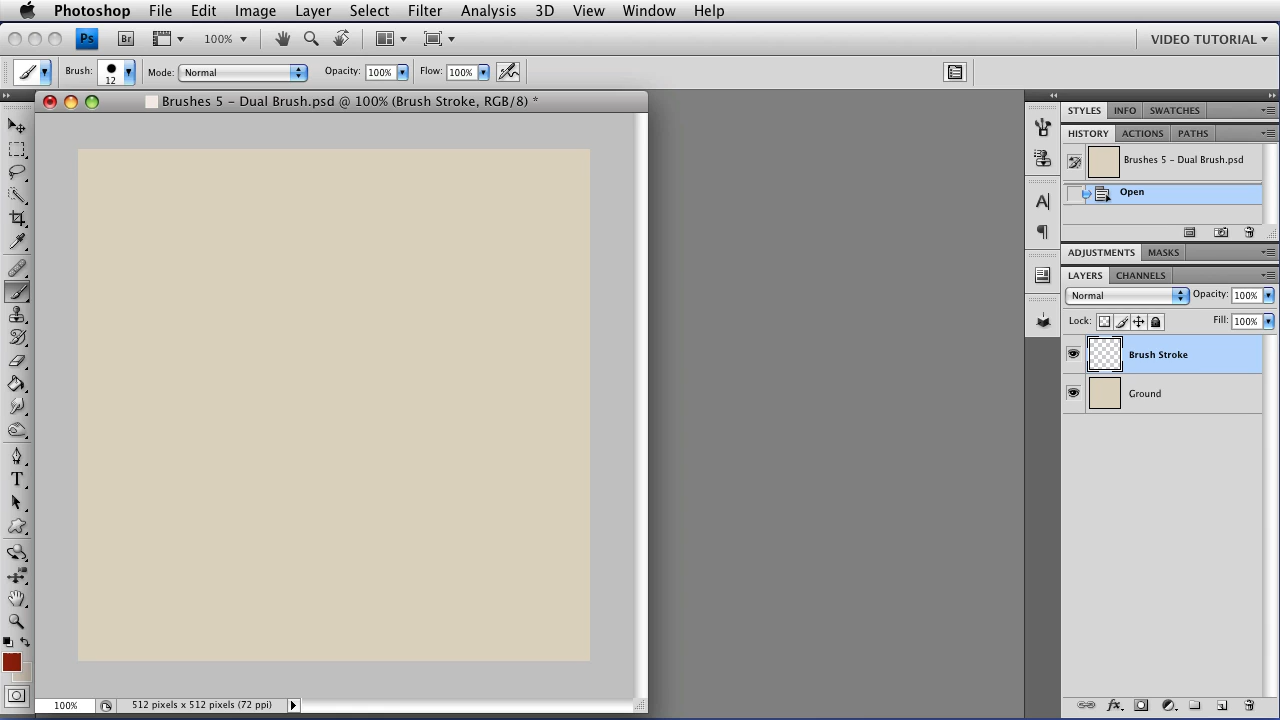 Photoshop File Edit Image Layer Select Filter Analysis 3D View Window Help
Ps Br 100% VIDEO TUTORIAL
Brush: 12 Mode: Normal Opacity: 100% Flow: 100%
Brushes 5 – Dual Brush.psd @ 100% (Brush Stroke, RGB/8) *
STYLES INFO SWATCHES
HISTORY ACTIONS PATHS
Brushes 5 – Dual Brush.psd
Open
ADJUSTMENTS MASKS
LAYERS CHANNELS
Normal Opacity: 100%
Lock: Fill: 100%
Brush Stroke
Ground
A
T
100% 512 pixels x 512 pixels (72 ppi)
fx